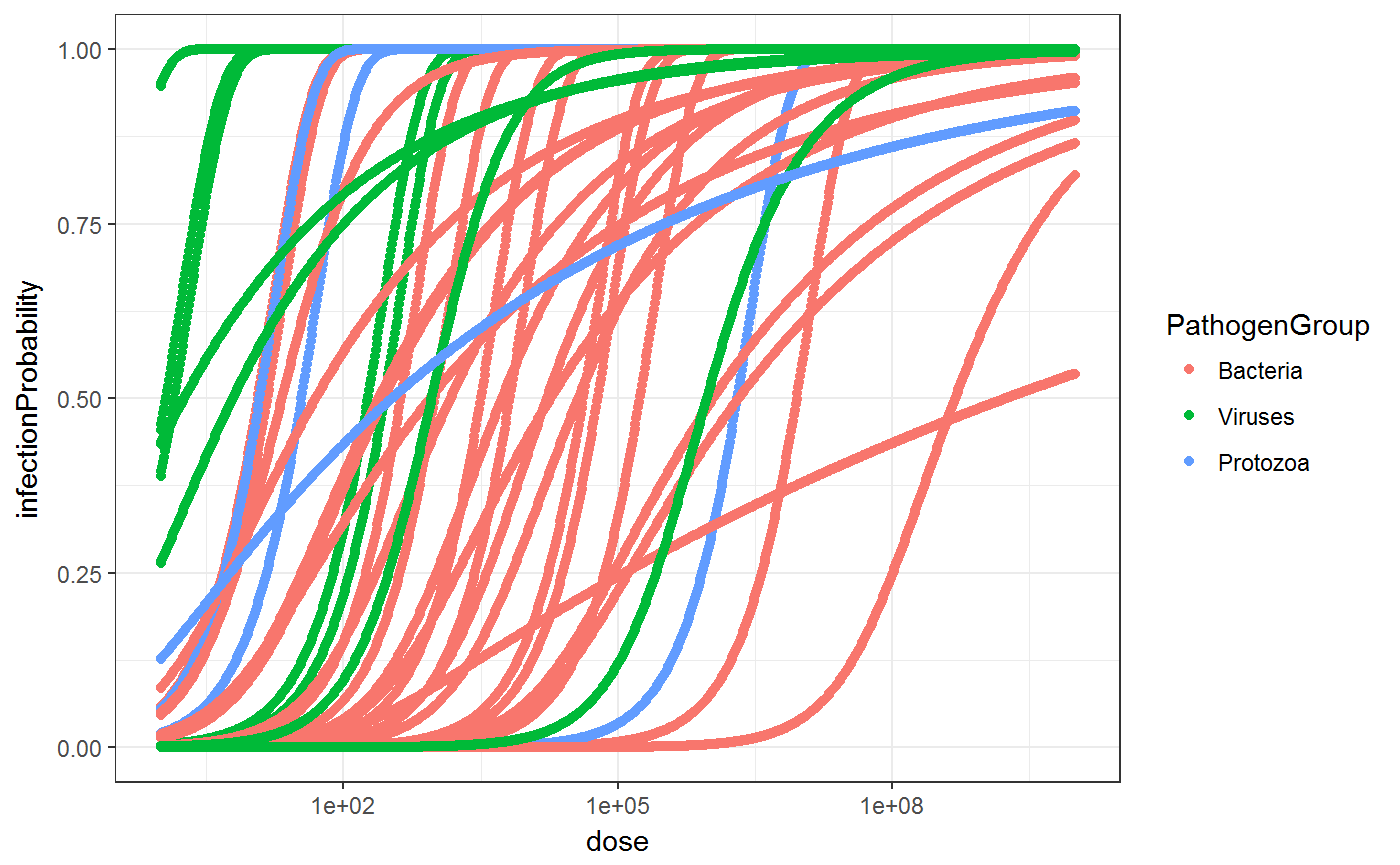 infectionProbability
1.00
0.75
0.50
0.25
0.00
1e+02
1e+05
1e+08
dose
PathogenGroup
Bacteria
Viruses
Protozoa